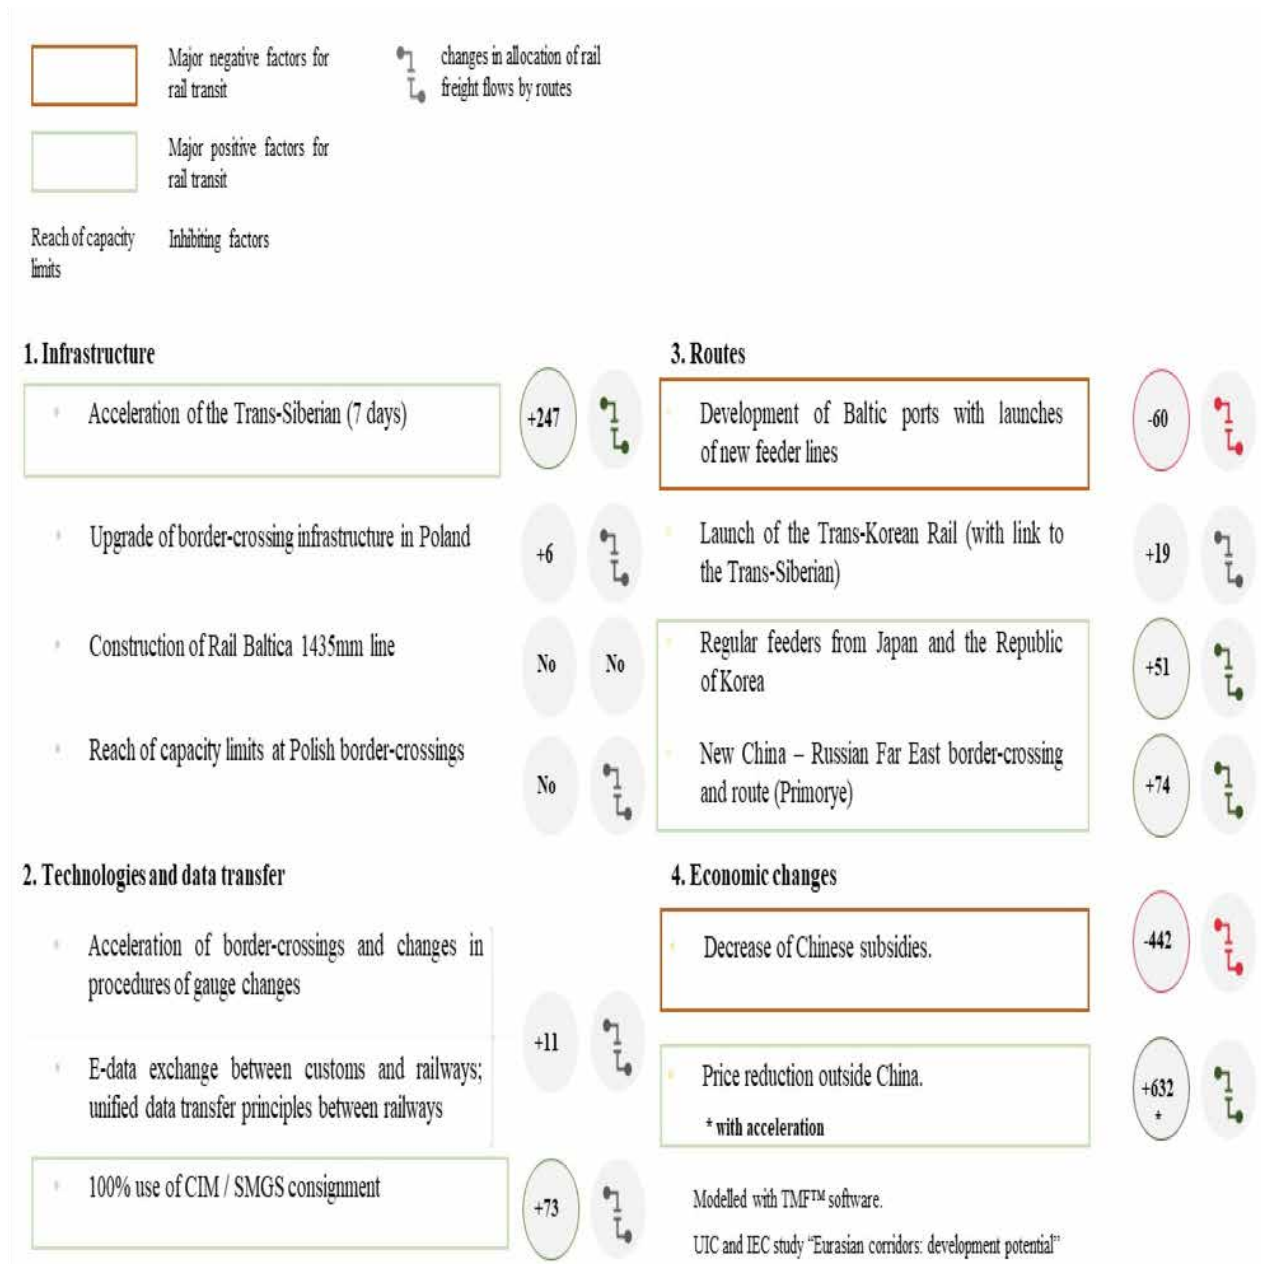 Major negative factors for
rail transit
changes in allocation of rail
freight flows by routes
Major positive factors for
rail transit
Reach of capacity
limits
Inhibiting factors
1. Infrastructure
Acceleration of the Trans-Siberian (7 days)
+247
Upgrade of border-crossing infrastructure in Poland
+6
Construction of Rail Baltica 1435mm line
No
No
Reach of capacity limits at Polish border-crossings
No
2. Technologies and data transfer
Acceleration of border-crossings and changes in
procedures of gauge changes
E-data exchange between customs and railways;
unified data transfer principles between railways
+11
100% use of CIM / SMGS consignment
+73
3. Routes
Development of Baltic ports with launches
of new feeder lines
-60
Launch of the Trans-Korean Rail (with link to
the Trans-Siberian)
+19
Regular feeders from Japan and the Republic
of Korea
+51
New China – Russian Far East border-crossing
and route (Primorye)
+74
4. Economic changes
Decrease of Chinese subsidies.
-442
Price reduction outside China.
* with acceleration
+632
*
Modelled with TMF™ software.
UIC and IEC study “Eurasian corridors: development potential”